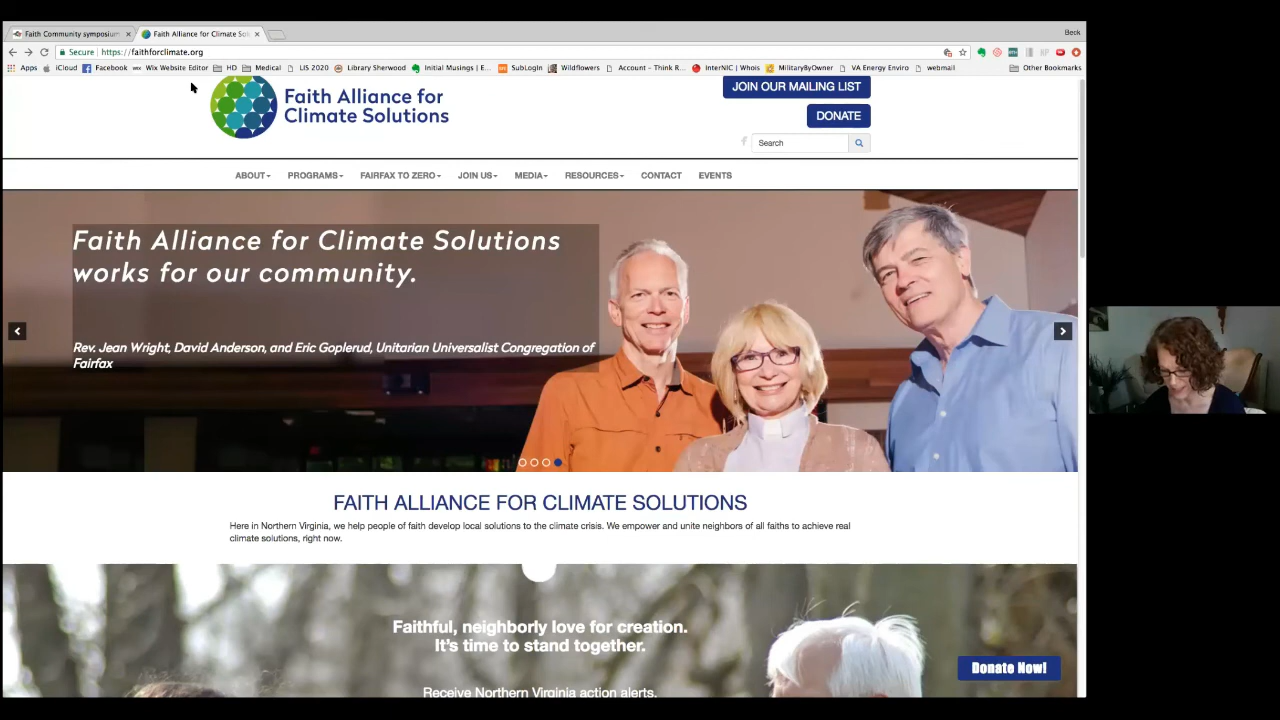 Faith Community symposium
Faith Alliance for Climate Sol
Beck
Secure
https://faithforclimate.org
Apps
iCloud
Facebook
Wix Website Editor
HD
Medical
LIS 2020
Library Sherwood
Initial Musings | E...
SubLogIn
Wildflowers
Account – Think R...
InterNIC | Whois
MilitaryByOwner
VA Energy Enviro
webmail
Other Bookmarks
Faith Alliance for
Climate Solutions
JOIN OUR MAILING LIST
DONATE
Search
ABOUT
PROGRAMS
FAIRFAX TO ZERO
JOIN US
MEDIA
RESOURCES
CONTACT
EVENTS
Faith Alliance for Climate Solutions
works for our community.
Rev. Jean Wright, David Anderson, and Eric Goplerud, Unitarian Universalist Congregation of
Fairfax
FAITH ALLIANCE FOR CLIMATE SOLUTIONS
Here in Northern Virginia, we help people of faith develop local solutions to the climate crisis. We empower and unite neighbors of all faiths to achieve real
climate solutions, right now.
Faithful, neighborly love for creation.
It's time to stand together.
Receive Northern Virginia action alerts.
Donate Now!